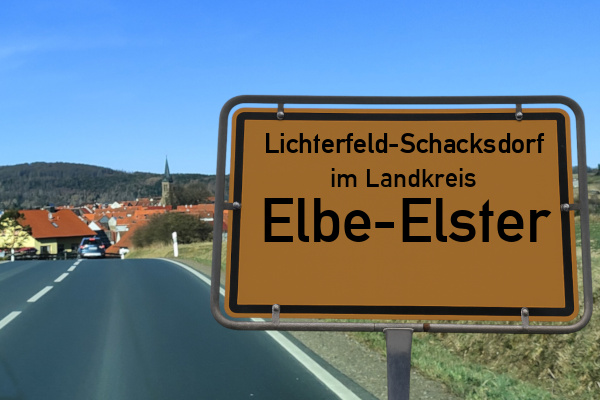 Lichterfeld-Schacksdorf
im Landkreis
Elbe-Elster